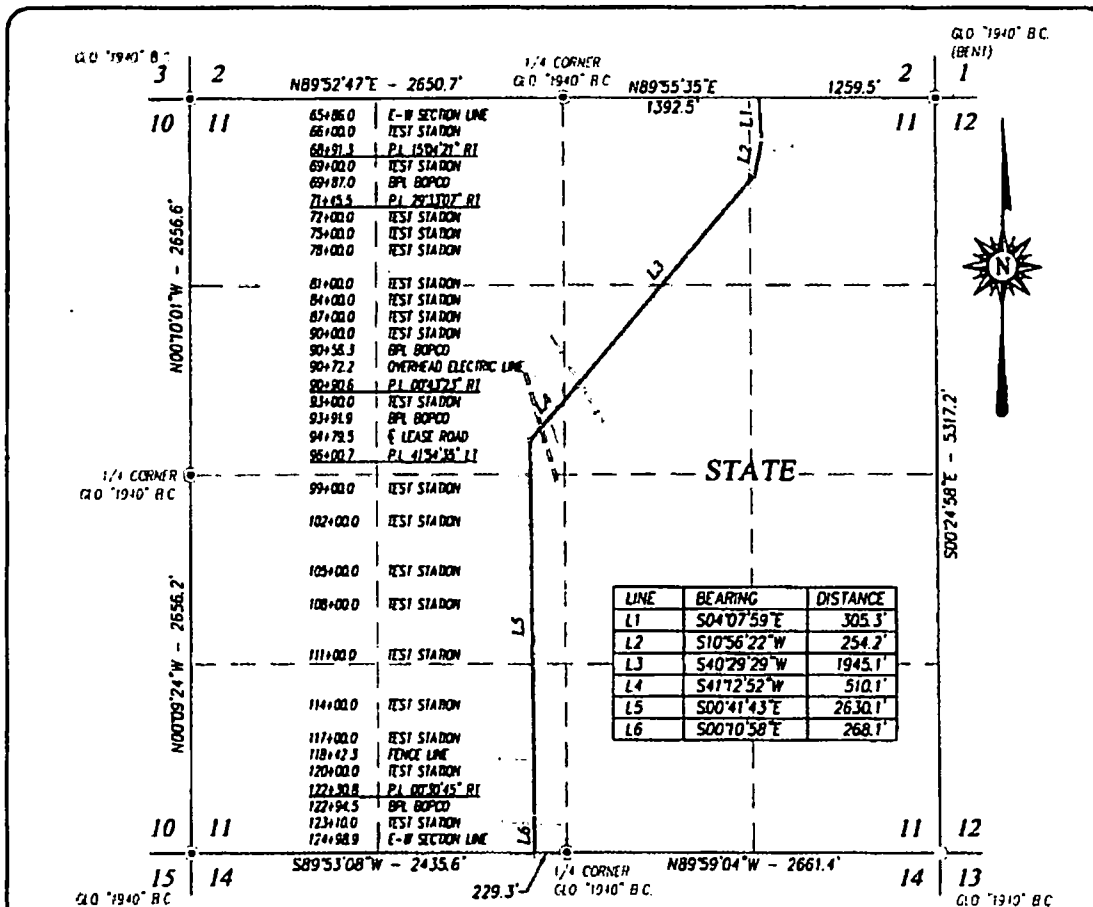 GLO "1940" B.C.
1/4 CORNER
GLO "1940" B.C.
GLO "1940" B.C.
(BENT)
3 2
N89°52'47"E - 2650.7'
N89°55'35"E
1392.5'
1259.5'
2 1
10 11
11 12
65+86.0 E-W SECTION LINE
66+00.0 TEST STATION
68+91.3 P.I. 15°04'21" RT
69+00.0 TEST STATION
69+87.0 BPL BOPCO
71+45.5 P.I. 29°33'07" RT
72+00.0 TEST STATION
75+00.0 TEST STATION
78+00.0 TEST STATION
81+00.0 TEST STATION
84+00.0 TEST STATION
87+00.0 TEST STATION
90+00.0 TEST STATION
90+56.3 BPL BOPCO
90+72.2 OVERHEAD ELECTRIC LINE
90+90.6 P.I. 00°43'23" RT
93+00.0 TEST STATION
93+91.9 BPL BOPCO
94+79.5 ℄ LEASE ROAD
96+00.7 P.I. 41°54'35" LT
99+00.0 TEST STATION
102+00.0 TEST STATION
105+00.0 TEST STATION
108+00.0 TEST STATION
111+00.0 TEST STATION
114+00.0 TEST STATION
117+00.0 TEST STATION
118+42.3 FENCE LINE
120+00.0 TEST STATION
122+30.8 P.I. 00°30'45" RT
122+94.5 BPL BOPCO
123+10.0 TEST STATION
124+98.9 E-W SECTION LINE
N00°10'01"W - 2656.6'
1/4 CORNER
GLO "1940" B.C.
N00°09'24"W - 2656.2'
L1
L2
L3
L4
L5
L6
N
STATE
S00°24'58"E - 5317.2'
LINE BEARING DISTANCE
L1 S04°07'59"E 305.3'
L2 S10°56'22"W 254.2'
L3 S40°29'29"W 1945.1'
L4 S41°12'52"W 510.1'
L5 S00°41'43"E 2630.1'
L6 S00°10'58"E 268.1'
10 11
11 12
S89°53'08"W - 2435.6'
N89°59'04"W - 2661.4'
15 14
229.3'
1/4 CORNER
GLO "1940" B.C.
14 13
GLO "1940" B.C.
GLO "1940" B.C.